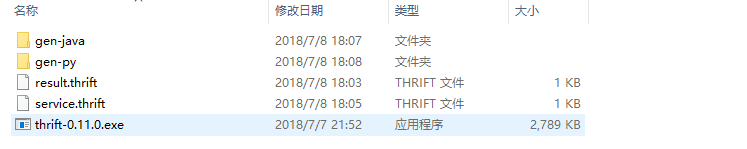 名称 修改日期 类型 大小
gen-java 2018/7/8 18:07 文件夹
gen-py 2018/7/8 18:08 文件夹
result.thrift 2018/7/8 18:03 THRIFT 文件 1 KB
service.thrift 2018/7/8 18:05 THRIFT 文件 1 KB
thrift-0.11.0.exe 2018/7/7 21:52 应用程序 2,789 KB